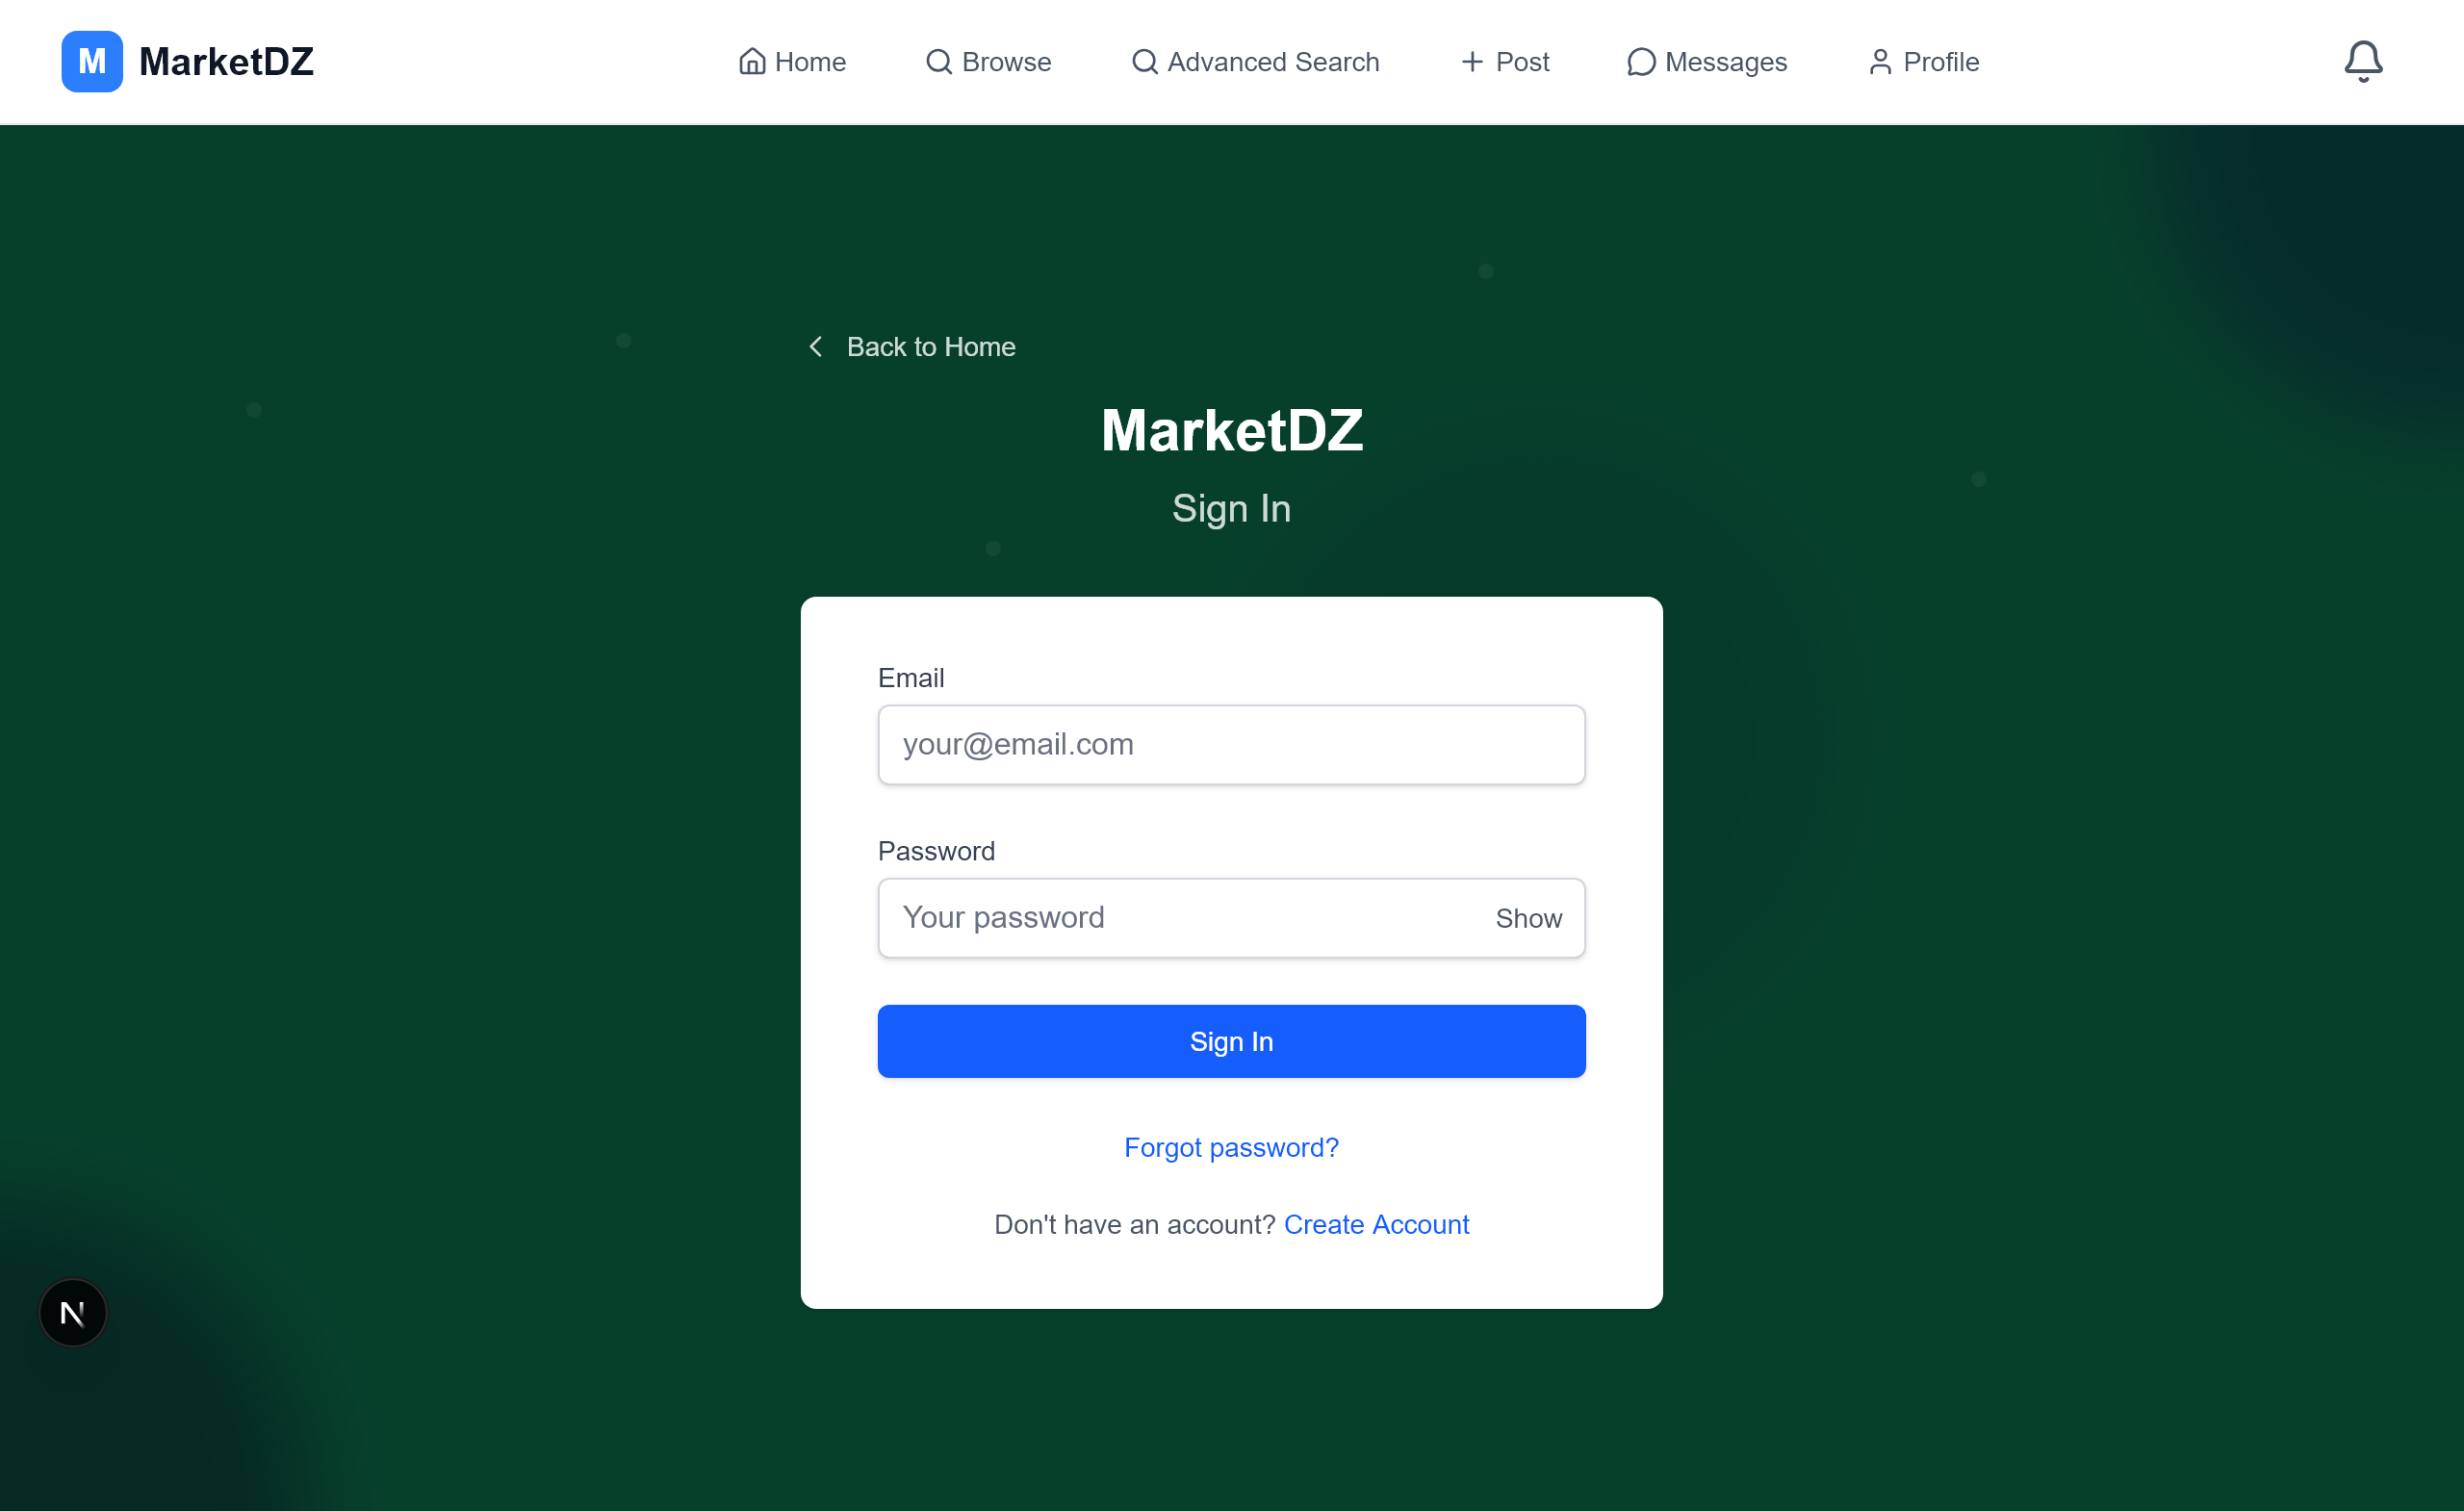 M MarketDZ Home Browse Advanced Search Post Messages Profile
Back to Home
MarketDZ
Sign In
Email
your@email.com
Password
Your password Show
Sign In
Forgot password?
Don't have an account? Create Account
N